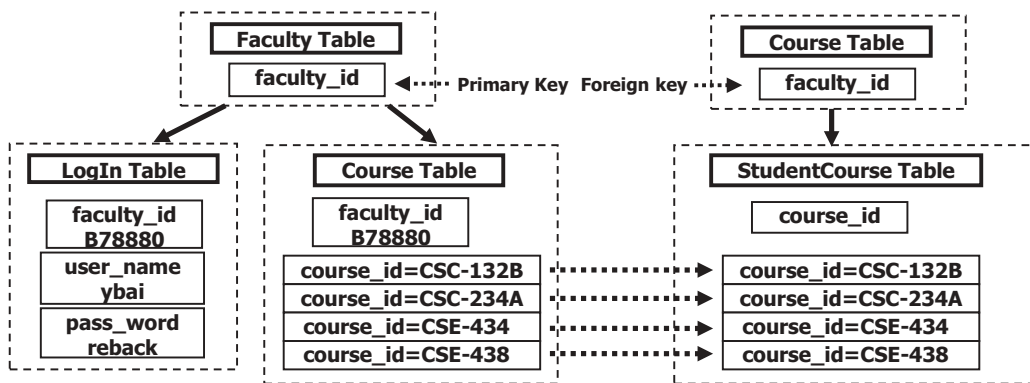 Faculty Table
faculty_id
Primary Key Foreign key
Course Table
faculty_id
LogIn Table
faculty_id
B78880
user_name
ybai
pass_word
reback
Course Table
faculty_id
B78880
course_id=CSC-132B
course_id=CSC-234A
course_id=CSE-434
course_id=CSE-438
StudentCourse Table
course_id
course_id=CSC-132B
course_id=CSC-234A
course_id=CSE-434
course_id=CSE-438